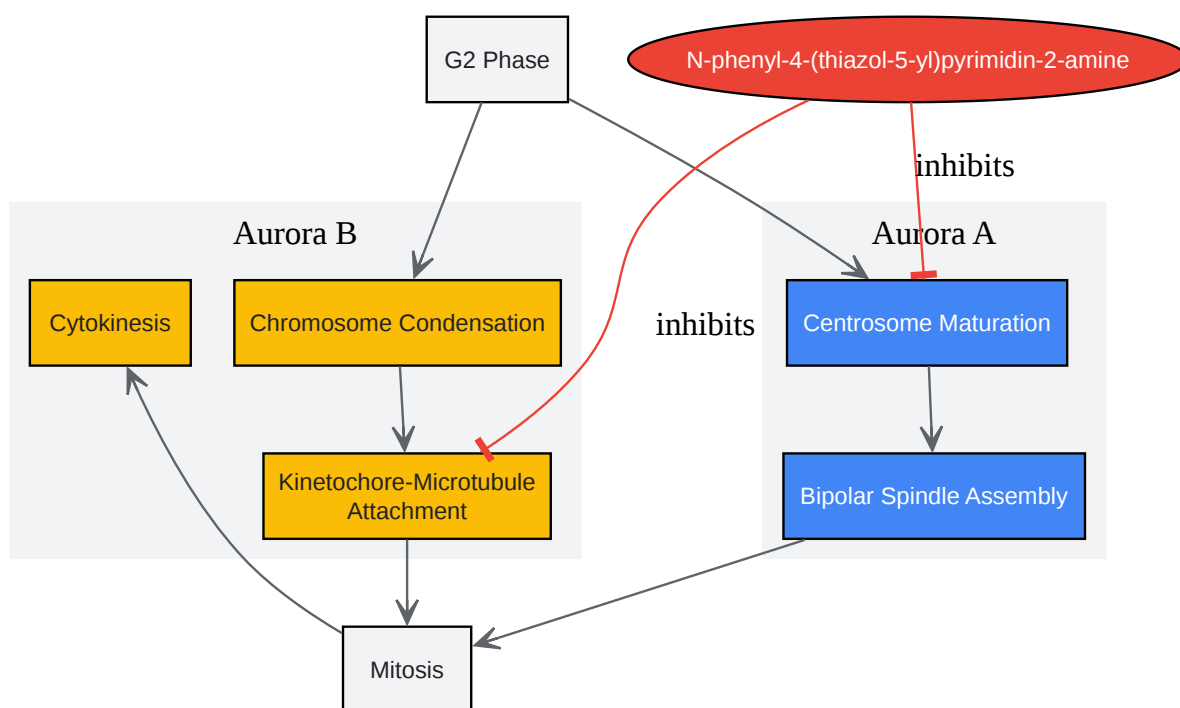 G2 Phase
N-phenyl-4-(thiazol-5-yl)pyrimidin-2-amine
inhibits
Aurora B
Aurora A
Cytokinesis
Chromosome Condensation
inhibits
Centrosome Maturation
Kinetochore-Microtubule
Attachment
Bipolar Spindle Assembly
Mitosis